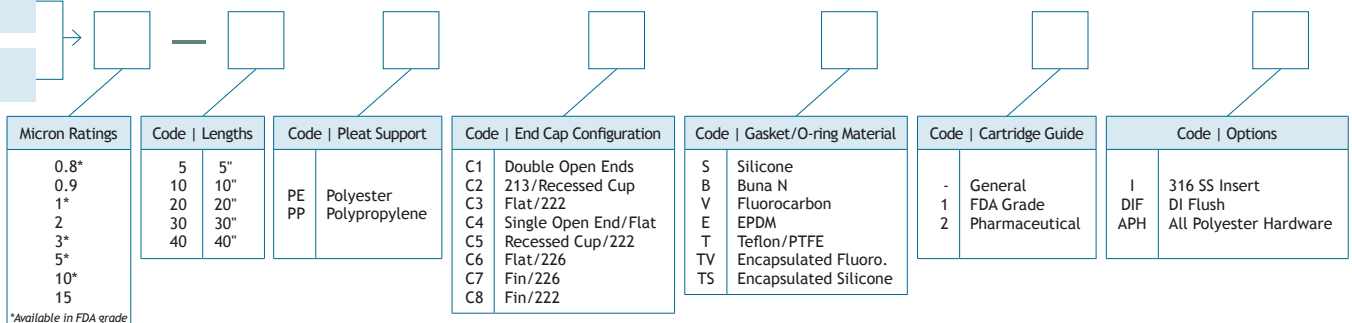 Micron Ratings
0.8*
0.9
1*
2
3*
5*
10*
15
*Available in FDA grade
Code | Lengths
5 5"
10 10"
20 20"
30 30"
40 40"
Code | Pleat Support
PE Polyester
PP Polypropylene
Code | End Cap Configuration
C1 Double Open Ends
C2 213/Recessed Cup
C3 Flat/222
C4 Single Open End/Flat
C5 Recessed Cup/222
C6 Flat/226
C7 Fin/226
C8 Fin/222
Code | Gasket/O-ring Material
S Silicone
B Buna N
V Fluorocarbon
E EPDM
T Teflon/PTFE
TV Encapsulated Fluoro.
TS Encapsulated Silicone
Code | Cartridge Guide
- General
1 FDA Grade
2 Pharmaceutical
Code | Options
I 316 SS Insert
DIF DI Flush
APH All Polyester Hardware